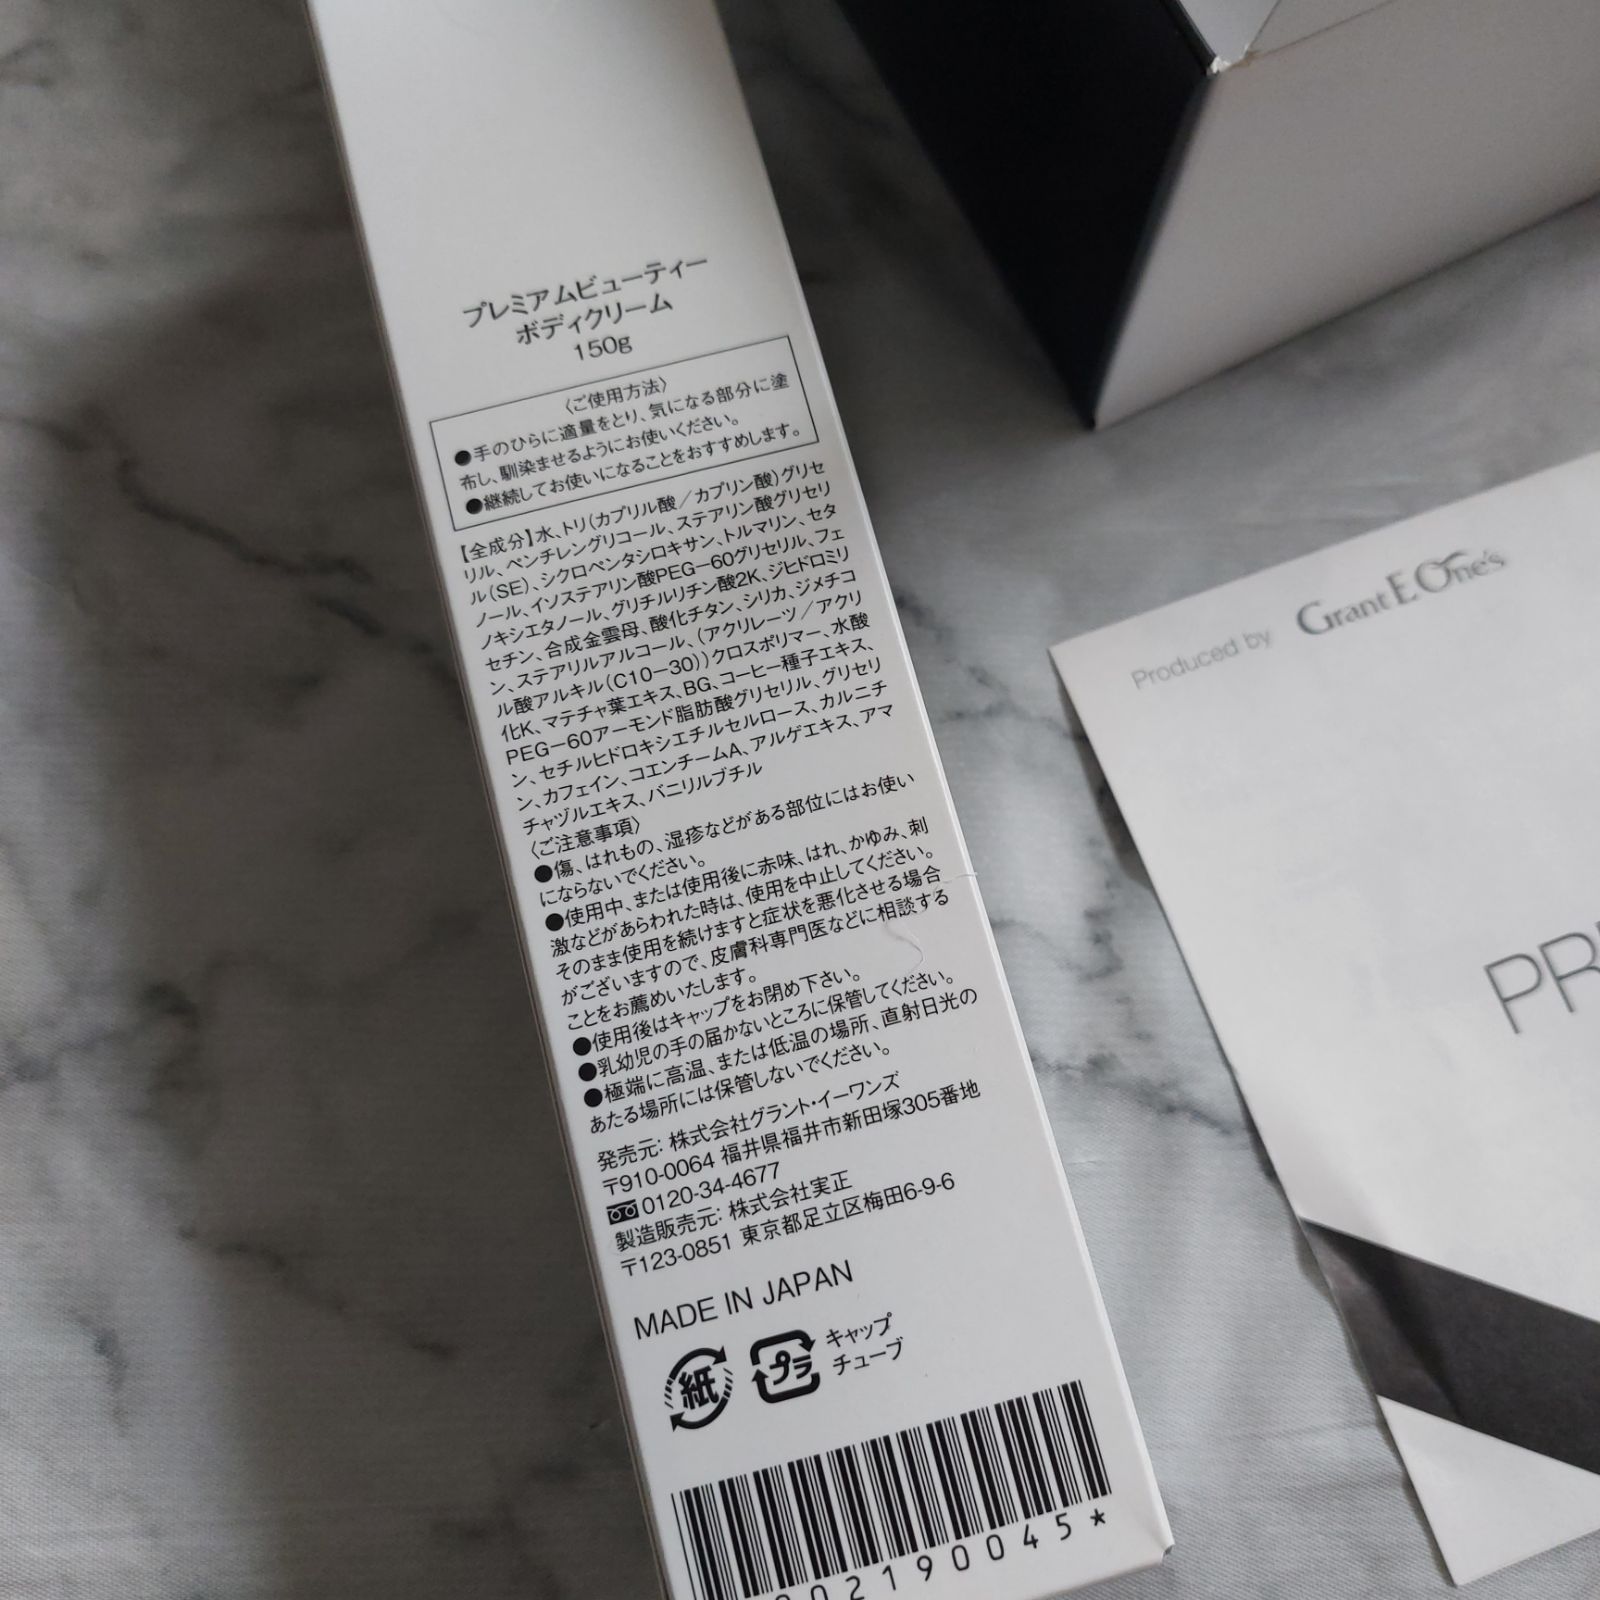 プレミアムビューティー
ボディクリーム
150g
〈ご使用方法〉
●手のひらに適量をとり、気になる部分に塗
布し、馴染ませるようにお使いください。
●継続してお使いになることをおすすめします。
【全成分】水、トリ(カプリル酸／カプリン酸)グリセ
リル、ペンチレングリコール、ステアリン酸グリセリ
ル(SE)、シクロペンタシロキサン、トルマリン、セタ
ノール、イソステアリン酸PEG－60グリセリル、フェ
ノキシエタノール、グリチルリチン酸2K、ジヒドロミリ
セチン、合成金雲母、酸化チタン、シリカ、ジメチコ
ン、ステアリルアルコール、(アクリレーツ／アクリ
ル酸アルキル(C10－30))クロスポリマー、水酸
化K、マテチャ葉エキス、BG、コーヒー種子エキス、
PEG－60アーモンド脂肪酸グリセリル、グリセリ
ン、セチルヒドロキシエチルセルロース、カルニチ
ン、カフェイン、コエンチームA、アルゲエキス、アマ
チャヅルエキス、バニリルブチル
〈ご注意事項〉
●傷、はれもの、湿疹などがある部位にはお使い
にならないでください。
●使用中、または使用後に赤味、はれ、かゆみ、刺
激などがあらわれた時は、使用を中止してください。
そのまま使用を続けますと症状を悪化させる場合
がございますので、皮膚科専門医などに相談する
ことをお薦めいたします。
●使用後はキャップをお閉め下さい。
●乳幼児の手の届かないところに保管してください。
●極端に高温、または低温の場所、直射日光の
あたる場所には保管しないでください。
発売元: 株式会社グラント・イーワンズ
〒910-0064 福井県福井市新田塚305番地
0120-34-4677
製造販売元: 株式会社実正
〒123-0851 東京都足立区梅田6-9-6
MADE IN JAPAN
紙
プラ
キャップ
チューブ
02190045*
Produced by Grant E One's